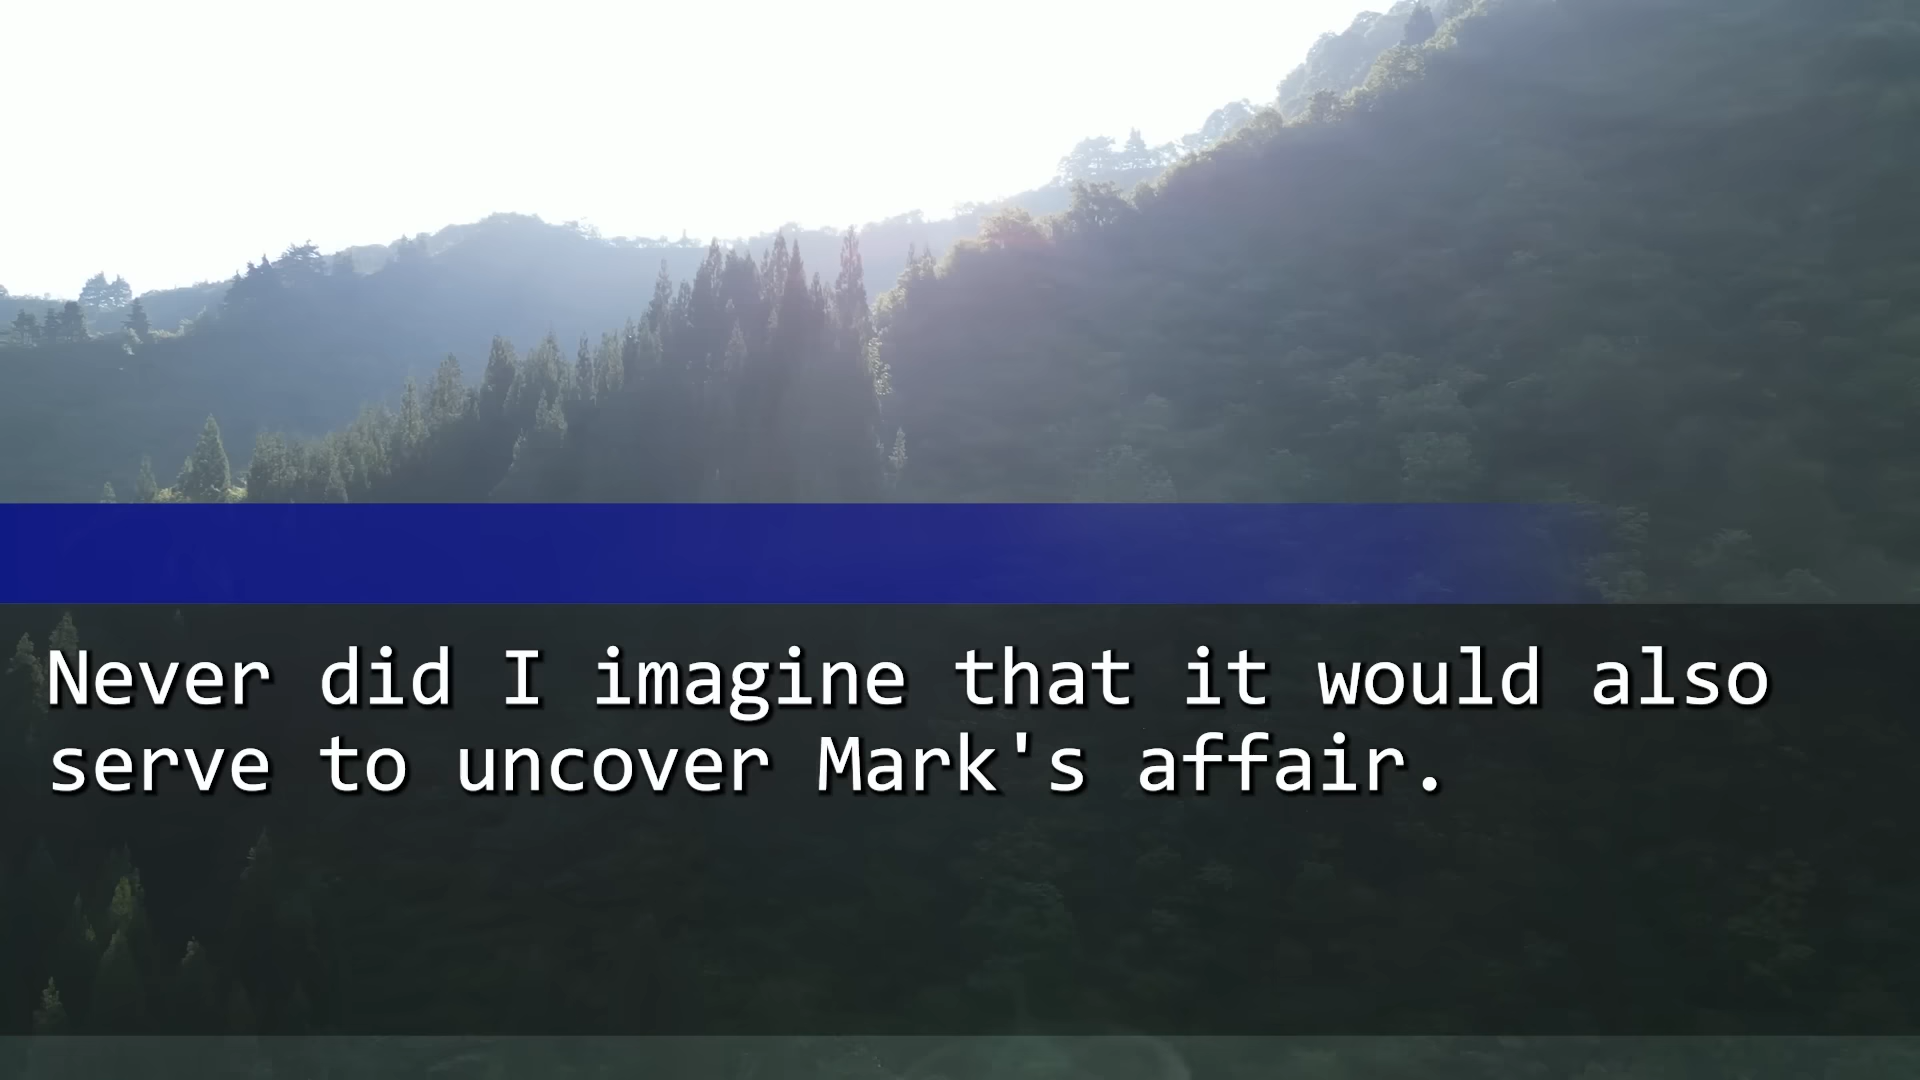 Never did I imagine that it would also
serve to uncover Mark's affair.